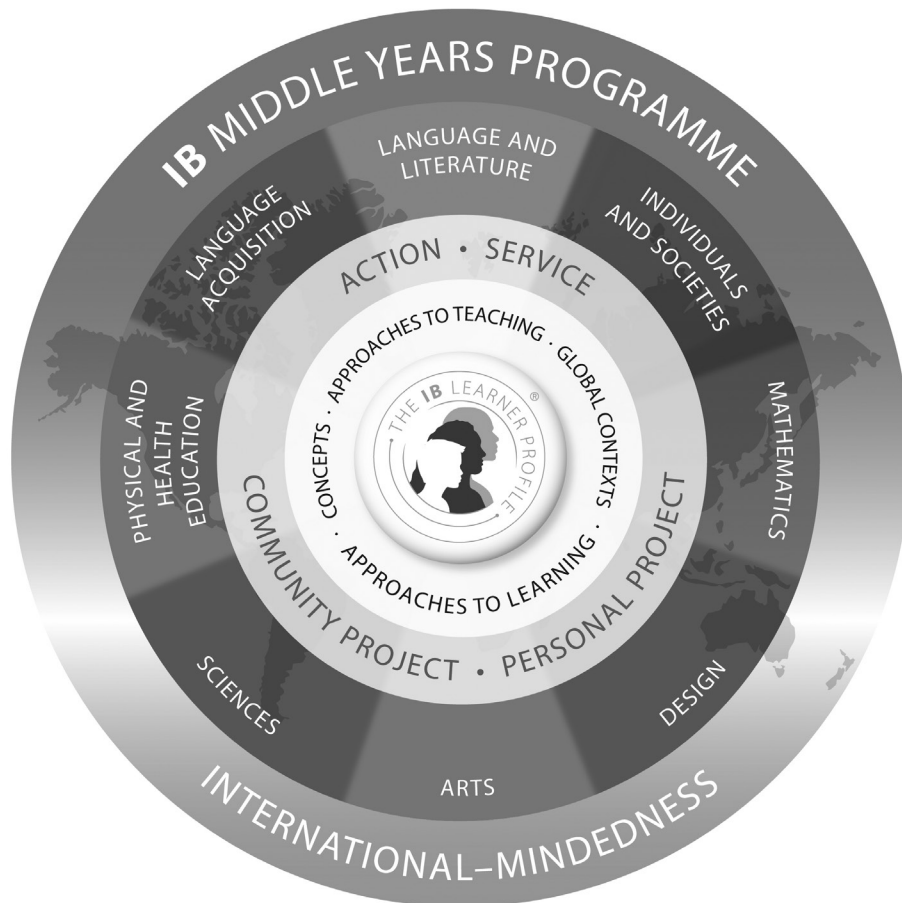 IB MIDDLE YEARS PROGRAMME
LANGUAGE AND
LITERATURE
INDIVIDUALS
AND SOCIETIES
MATHEMATICS
DESIGN
ARTS
SCIENCES
PHYSICAL AND
HEALTH
EDUCATION
LANGUAGE
ACQUISITION
ACTION · SERVICE
PERSONAL PROJECT ·
COMMUNITY PROJECT
APPROACHES TO TEACHING ·
GLOBAL CONTEXTS ·
APPROACHES TO LEARNING ·
CONCEPTS ·
· THE IB LEARNER PROFILE ·
®
INTERNATIONAL–MINDEDNESS